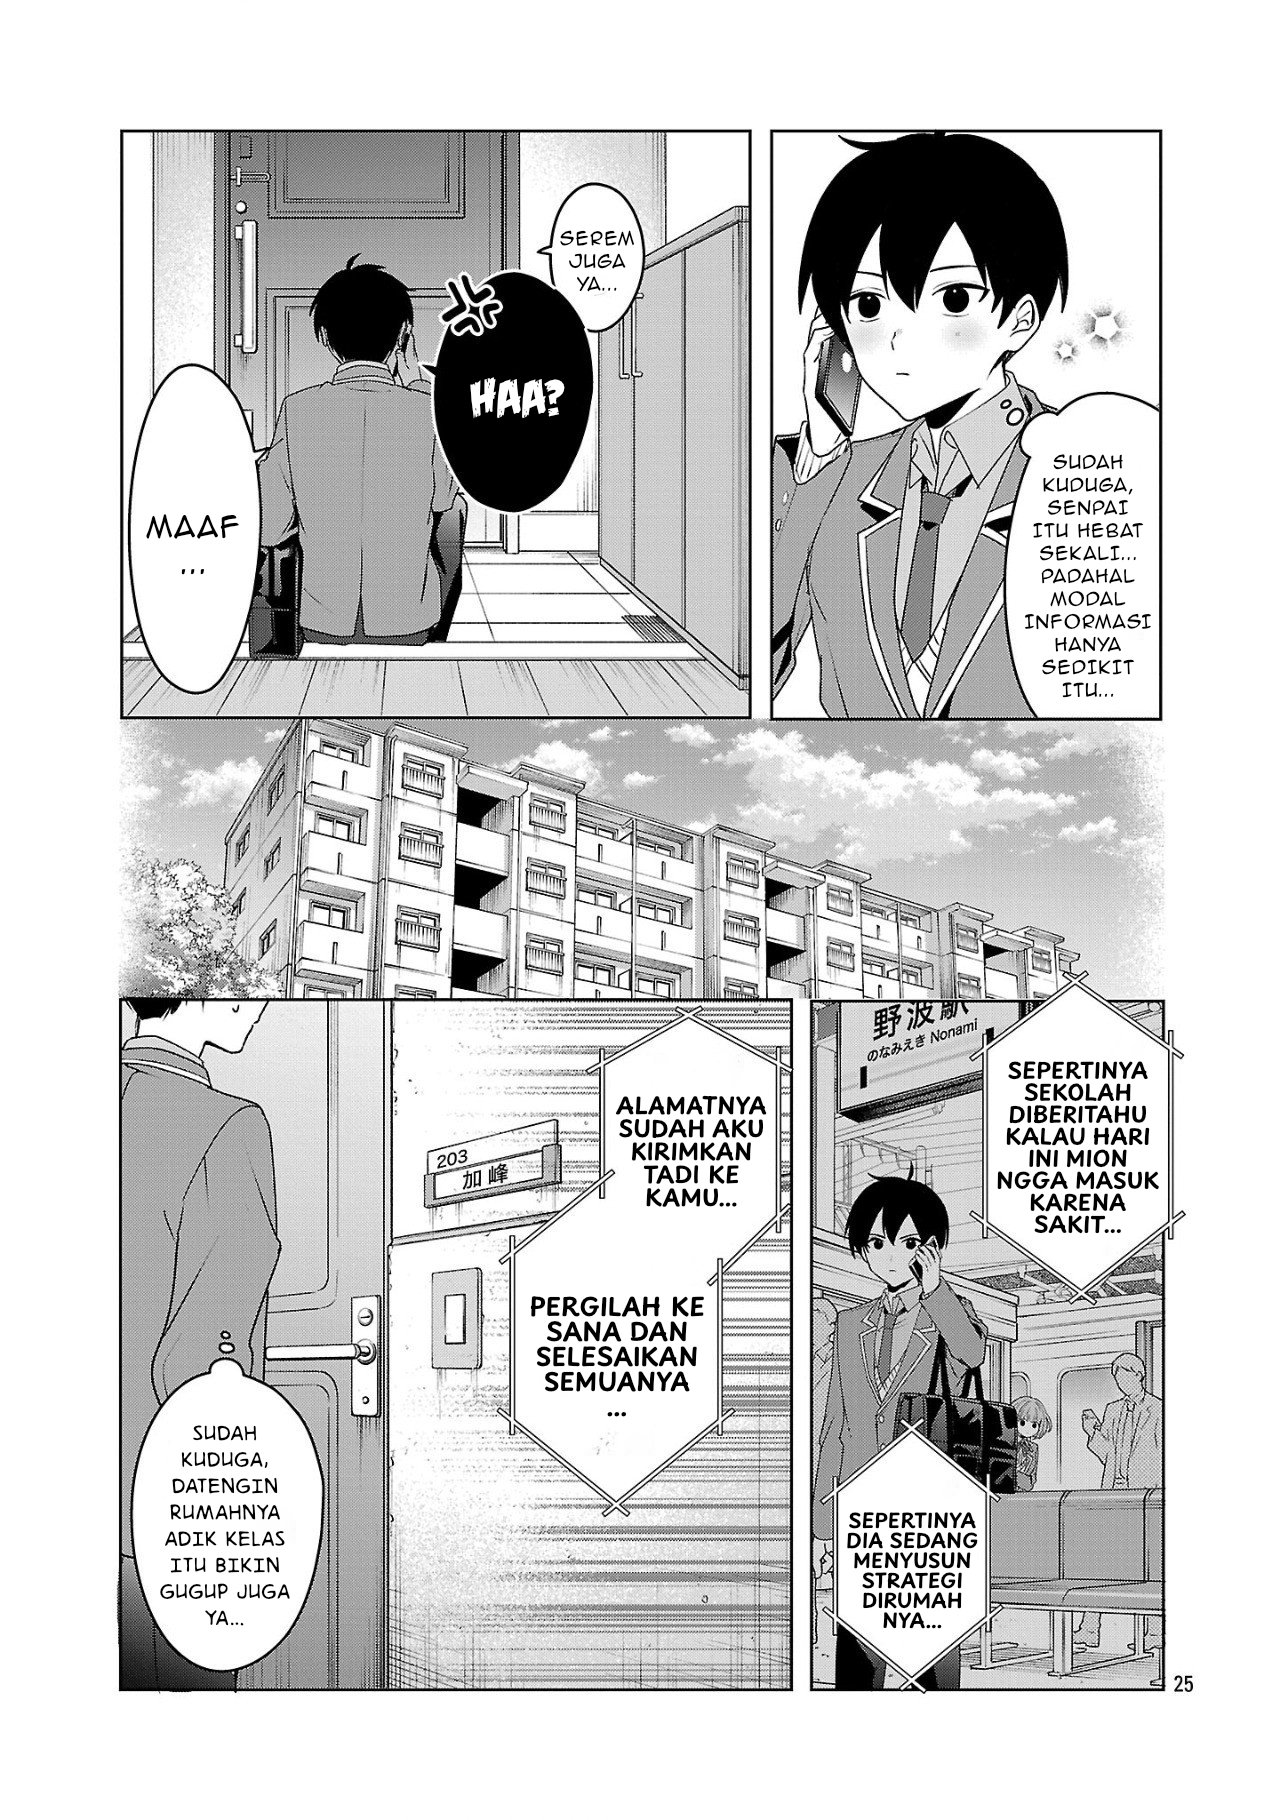 SUDAH
KUDUGA,
SENPAI
ITU HEBAT
SEKALI...
PADAHAL
MODAL
INFORMASI
HANYA
SEDIKIT
ITU...
SEREM
JUGA
YA...
HAA?
MAAF
...
野波駅
のなみえき Nonami
SEPERTINYA
SEKOLAH
DIBERITAHU
KALAU HARI
INI MION
NGGA MASUK
KARENA
SAKIT...
SEPERTINYA
DIA SEDANG
MENYUSUN
STRATEGI
DIRUMAH
NYA...
ALAMATNYA
SUDAH AKU
KIRIMKAN
TADI KE
KAMU...
PERGILAH KE
SANA DAN
SELESAIKAN
SEMUANYA
...
203
加峰
SUDAH
KUDUGA,
DATENGIN
RUMAHNYA
ADIK KELAS
ITU BIKIN
GUGUP JUGA
YA...
25